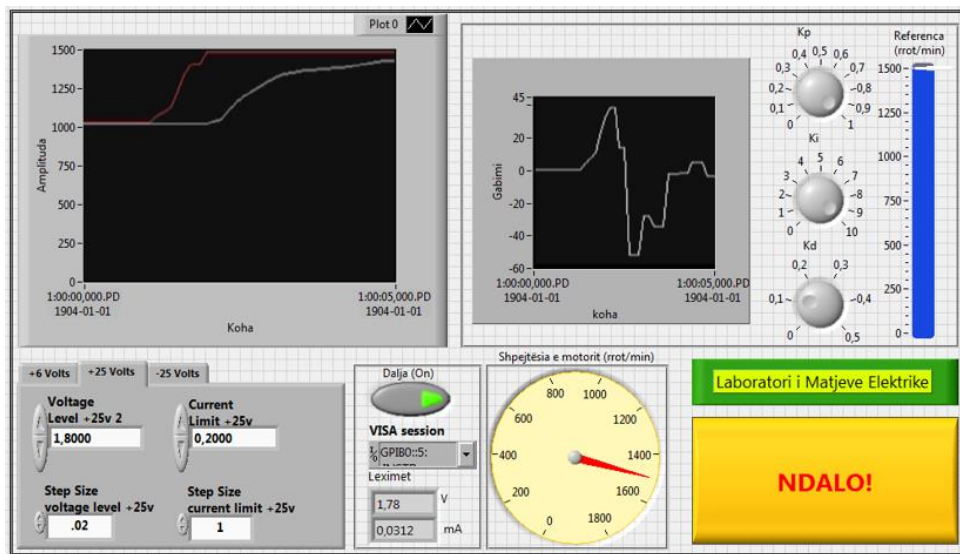 Plot 0
1500
1250
1000
750
500
250
0
Amplituda
1:00:00,000.PD
1904-01-01
1:00:05,000.PD
1904-01-01
Koha
45
20
0
-20
-40
-60
Gabimi
1:00:00,000.PD
1904-01-01
1:00:05,000.PD
1904-01-01
koha
Kp
0 0,1 0,2 0,3 0,4 0,5 0,6 0,7 0,8 0,9 1
Ki
0 1 2 3 4 5 6 7 8 9 10
Kd
0 0,1 0,2 0,3 0,4 0,5
Referenca
(rrot/min)
1500
1250
1000
750
500
250
0
+6 Volts +25 Volts -25 Volts
Voltage
Level +25v 2
1,8000
Current
Limit +25v
0,2000
Step Size
voltage level +25v
.02
Step Size
current limit +25v
1
Dalja (On)
VISA session
GPIB0::5:
Leximet
1,78 V
0,0312 mA
Shpejtësia e motorit (rrot/min)
0 200 400 600 800 1000 1200 1400 1600 1800
Laboratori i Matjeve Elektrike
NDALO!